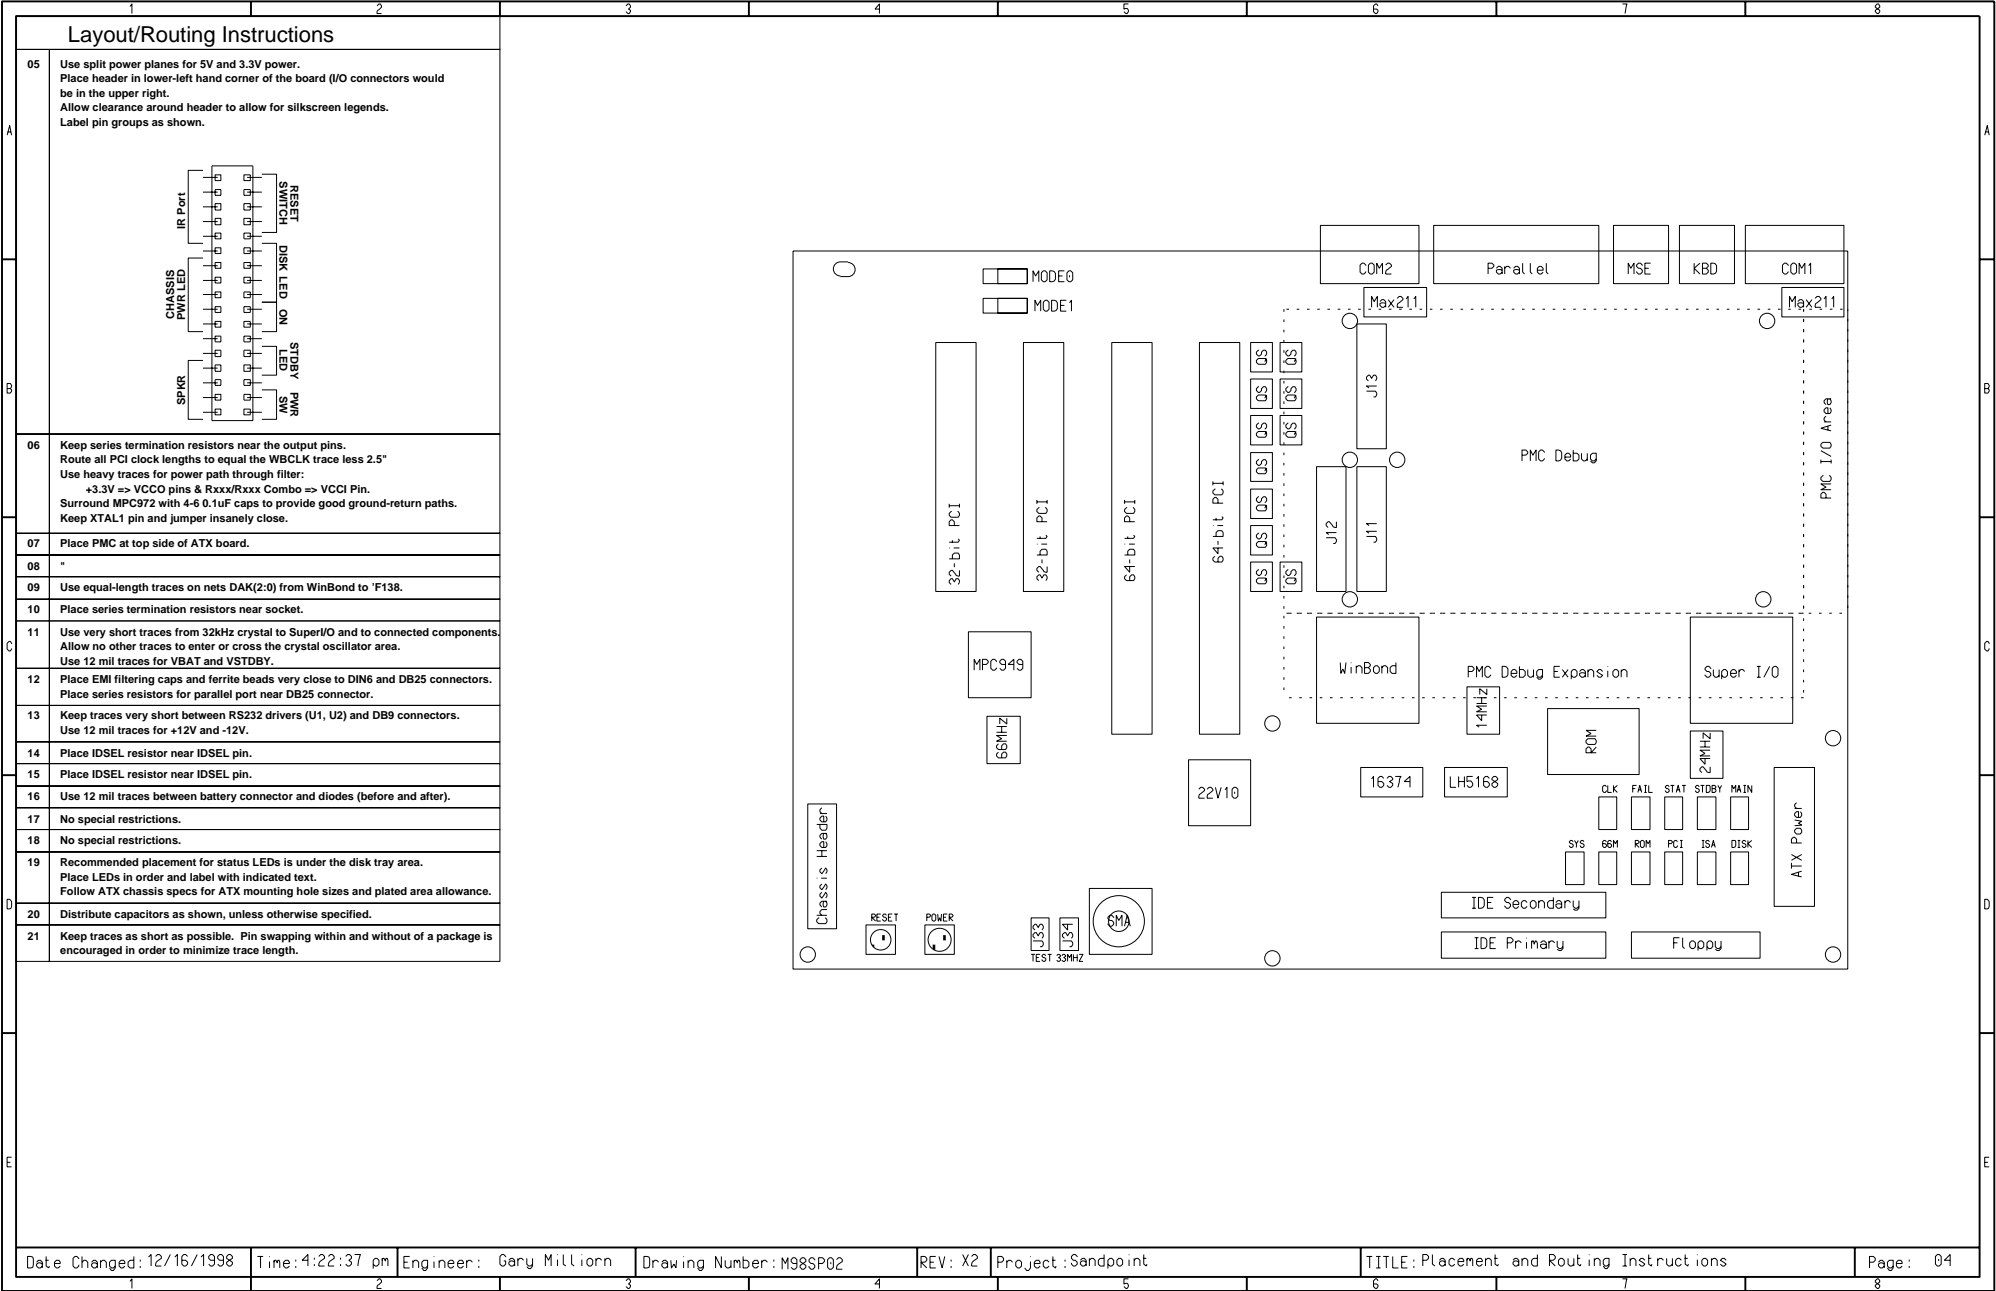 1 2 3 4 5 6 7 8
A
B
C
D
E
Layout/Routing Instructions
05 Use split power planes for 5V and 3.3V power.
Place header in lower-left hand corner of the board (I/O connectors would
be in the upper right.
Allow clearance around header to allow for silkscreen legends.
Label pin groups as shown.
IR Port
CHASSIS
PWR LED
SPKR
RESET
SWITCH
DISK LED
ON
STDBY
LED
PWR
SW
06 Keep series termination resistors near the output pins.
Route all PCI clock lengths to equal the WBCLK trace less 2.5"
Use heavy traces for power path through filter:
+3.3V => VCCO pins & Rxxx/Rxxx Combo => VCCI Pin.
Surround MPC972 with 4-6 0.1uF caps to provide good ground-return paths.
Keep XTAL1 pin and jumper insanely close.
07 Place PMC at top side of ATX board.
08 "
09 Use equal-length traces on nets DAK(2:0) from WinBond to 'F138.
10 Place series termination resistors near socket.
11 Use very short traces from 32kHz crystal to SuperI/O and to connected components.
Allow no other traces to enter or cross the crystal oscillator area.
Use 12 mil traces for VBAT and VSTDBY.
12 Place EMI filtering caps and ferrite beads very close to DIN6 and DB25 connectors.
Place series resistors for parallel port near DB25 connector.
13 Keep traces very short between RS232 drivers (U1, U2) and DB9 connectors.
Use 12 mil traces for +12V and -12V.
14 Place IDSEL resistor near IDSEL pin.
15 Place IDSEL resistor near IDSEL pin.
16 Use 12 mil traces between battery connector and diodes (before and after).
17 No special restrictions.
18 No special restrictions.
19 Recommended placement for status LEDs is under the disk tray area.
Place LEDs in order and label with indicated text.
Follow ATX chassis specs for ATX mounting hole sizes and plated area allowance.
20 Distribute capacitors as shown, unless otherwise specified.
21 Keep traces as short as possible.  Pin swapping within and without of a package is
encouraged in order to minimize trace length.
MODE0
MODE1
COM2 Parallel MSE KBD COM1
Max211 Max211
32-bit PCI
32-bit PCI
64-bit PCI
64-bit PCI
QS QS
QS QS
QS QS
QS
QS
QS
QS QS
J13
J12
J11
PMC Debug
PMC I/O Area
MPC949
66MHz
WinBond
PMC Debug Expansion
Super I/O
14MHz
ROM
24MHz
22V10
16374
LH5168
CLK FAIL STAT STDBY MAIN
SYS 66M ROM PCI ISA DISK
ATX Power
Chassis Header
RESET
POWER
J33
J34
TEST 33MHZ
SMA
IDE Secondary
IDE Primary
Floppy
A
B
C
D
E
Date Changed: 12/16/1998 Time: 4:22:37 pm Engineer: Gary Milliorn Drawing Number: M98SP02 REV: X2 Project: Sandpoint TITLE: Placement and Routing Instructions Page: 04
1 2 3 4 5 6 7 8